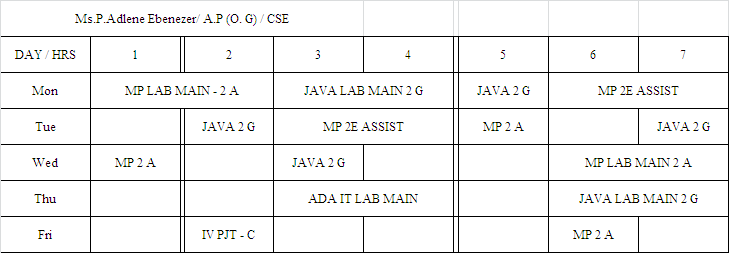 Ms.P.Adlene Ebenezer/ A.P (O. G) / CSE
DAY / HRS 1 2 3 4 5 6 7
Mon MP LAB MAIN - 2 A JAVA LAB MAIN 2 G JAVA 2 G MP 2E ASSIST
Tue JAVA 2 G MP 2E ASSIST MP 2 A JAVA 2 G
Wed MP 2 A JAVA 2 G MP LAB MAIN 2 A
Thu ADA IT LAB MAIN JAVA LAB MAIN 2 G
Fri IV PJT - C MP 2 A